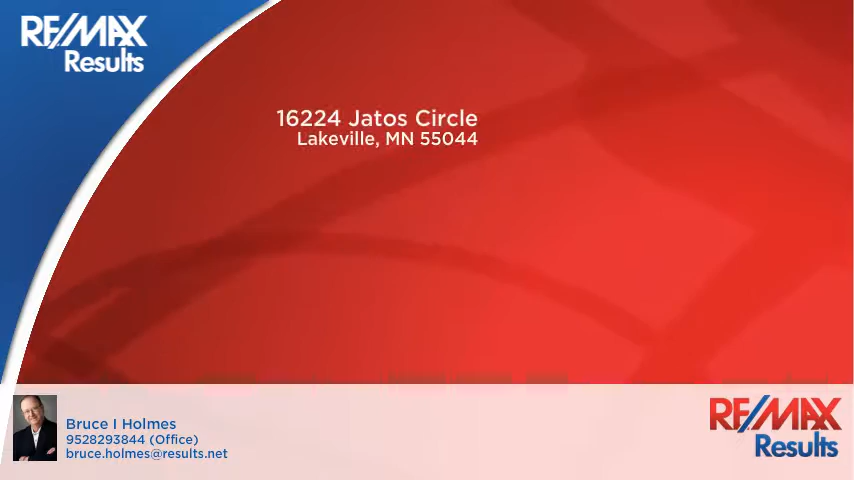 RE/MAX
Results
16224 Jatos Circle
Lakeville, MN 55044
Bruce I Holmes
9528293844 (Office)
bruce.holmes@results.net
RE/MAX
Results